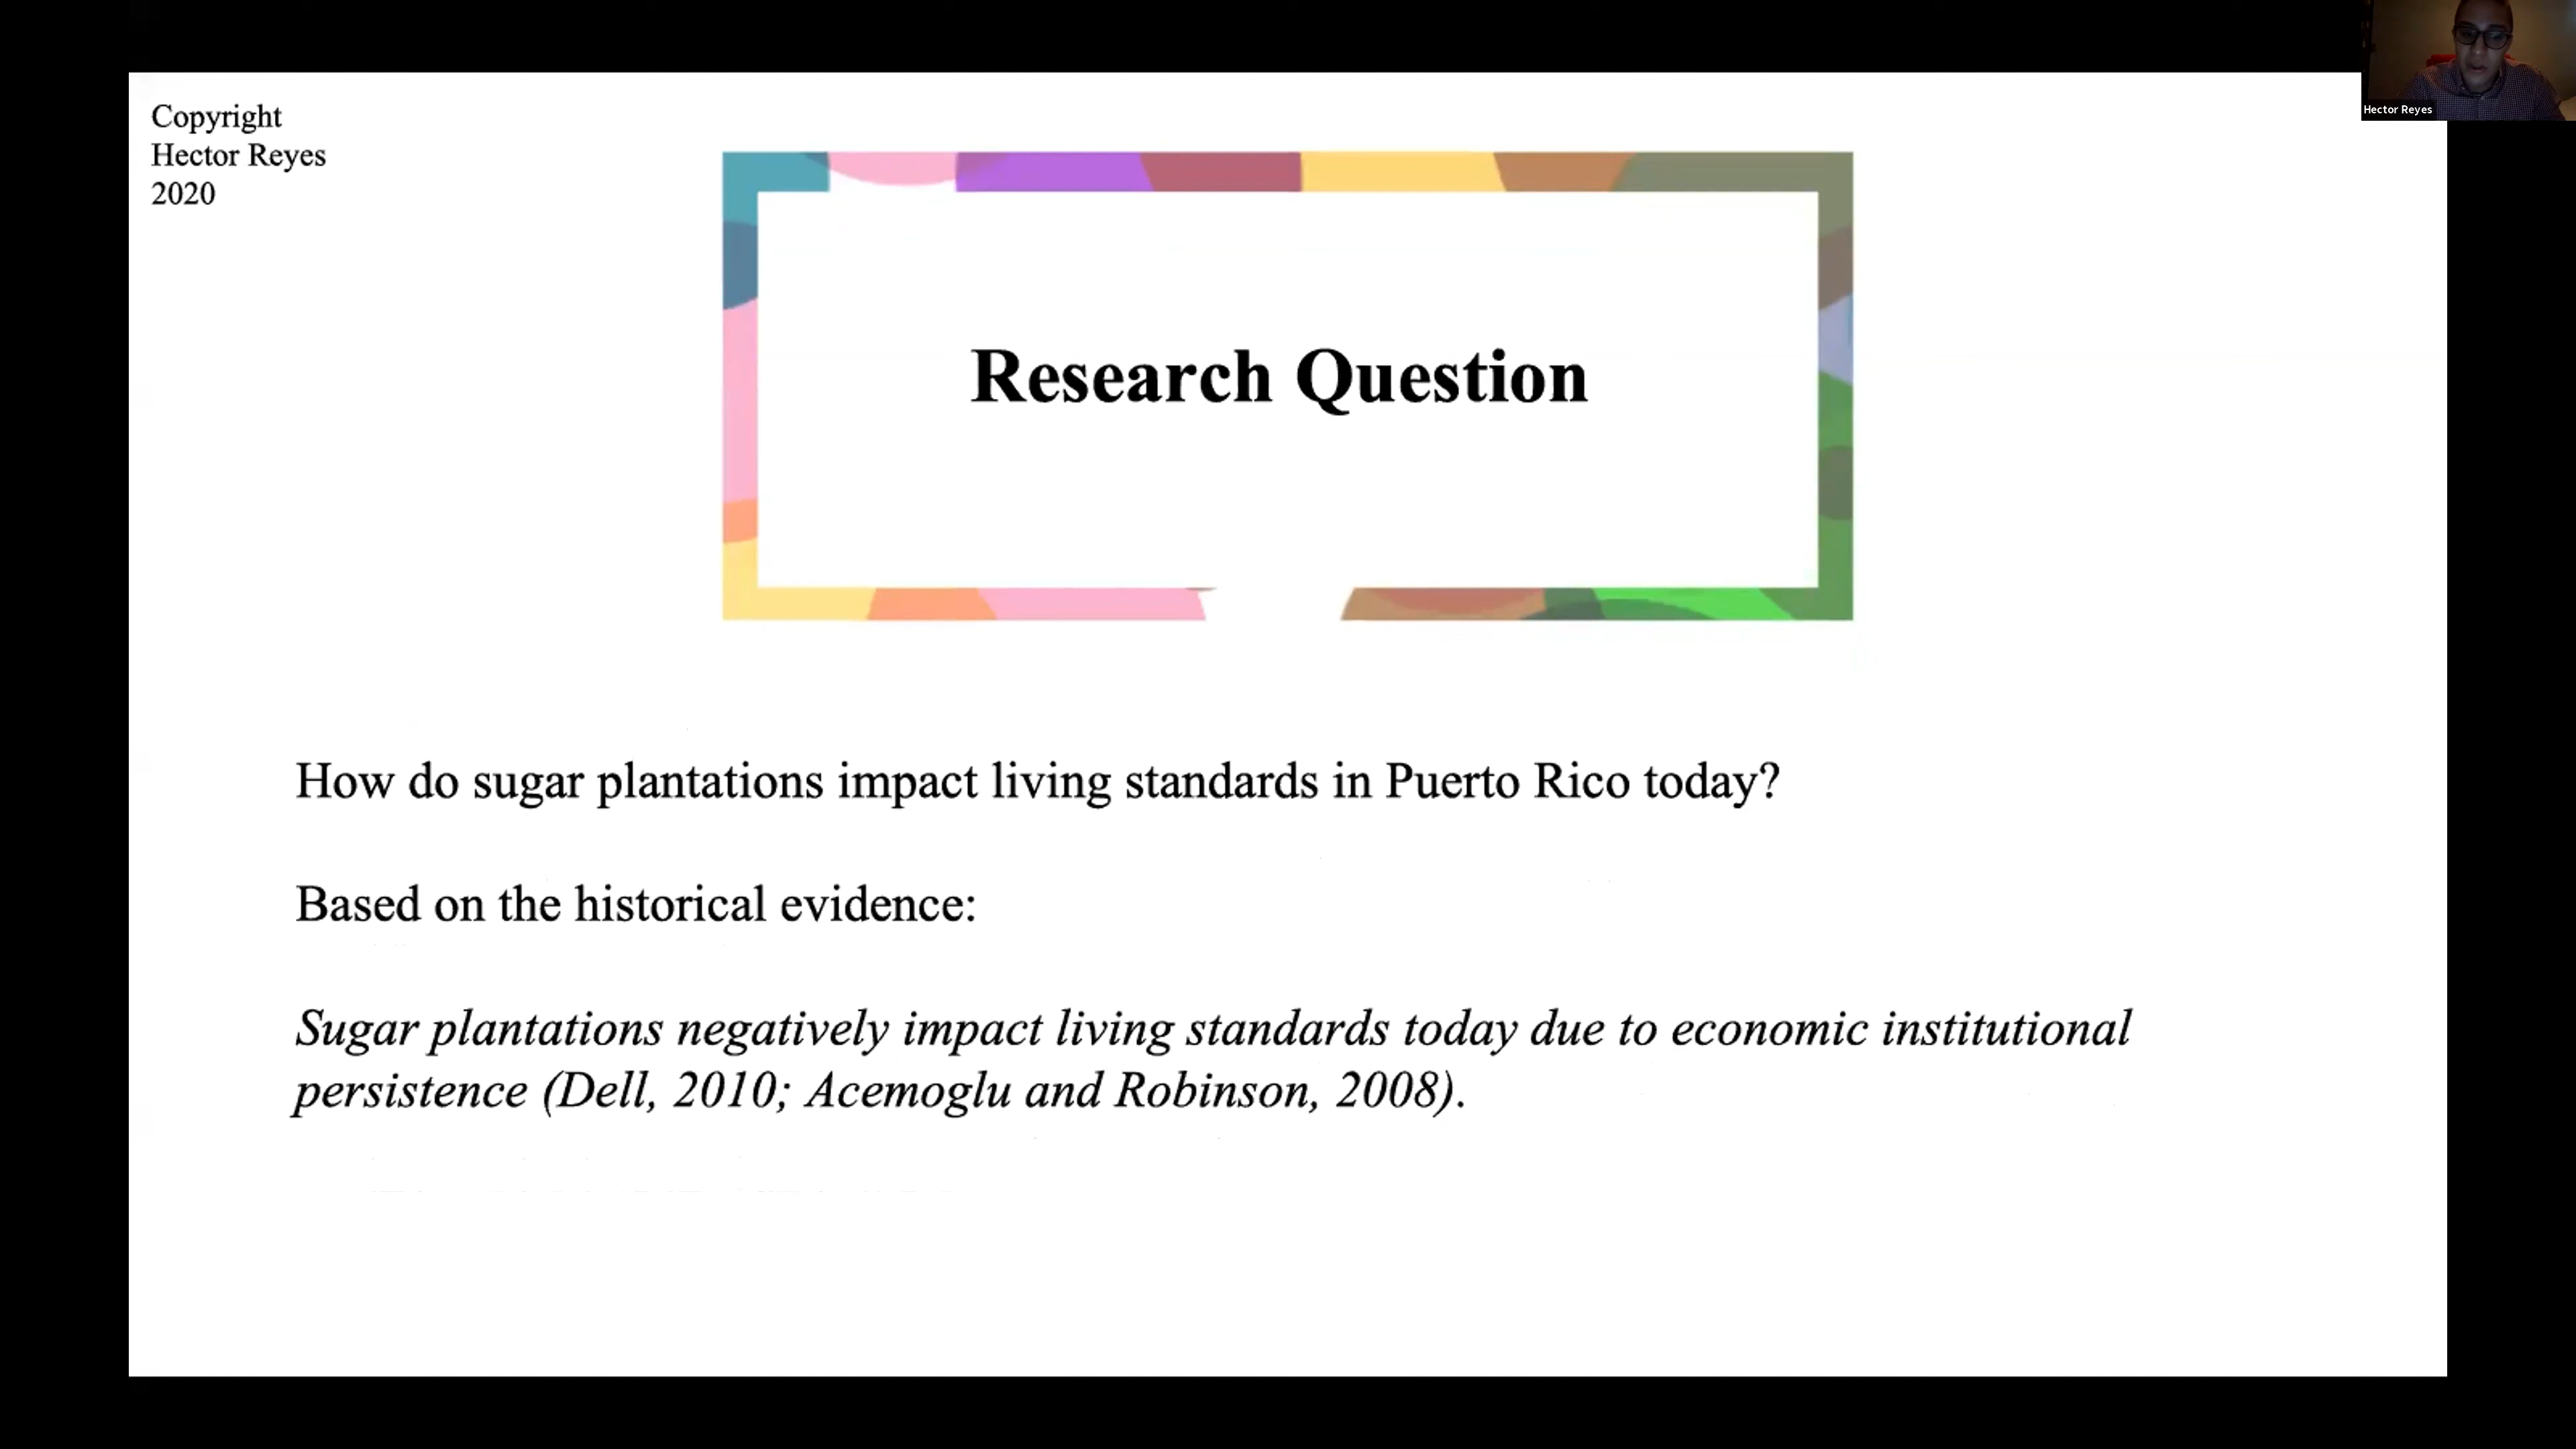 Copyright
Hector Reyes
2020
Hector Reyes
Research Question
How do sugar plantations impact living standards in Puerto Rico today?
Based on the historical evidence:
Sugar plantations negatively impact living standards today due to economic institutional
persistence (Dell, 2010; Acemoglu and Robinson, 2008).